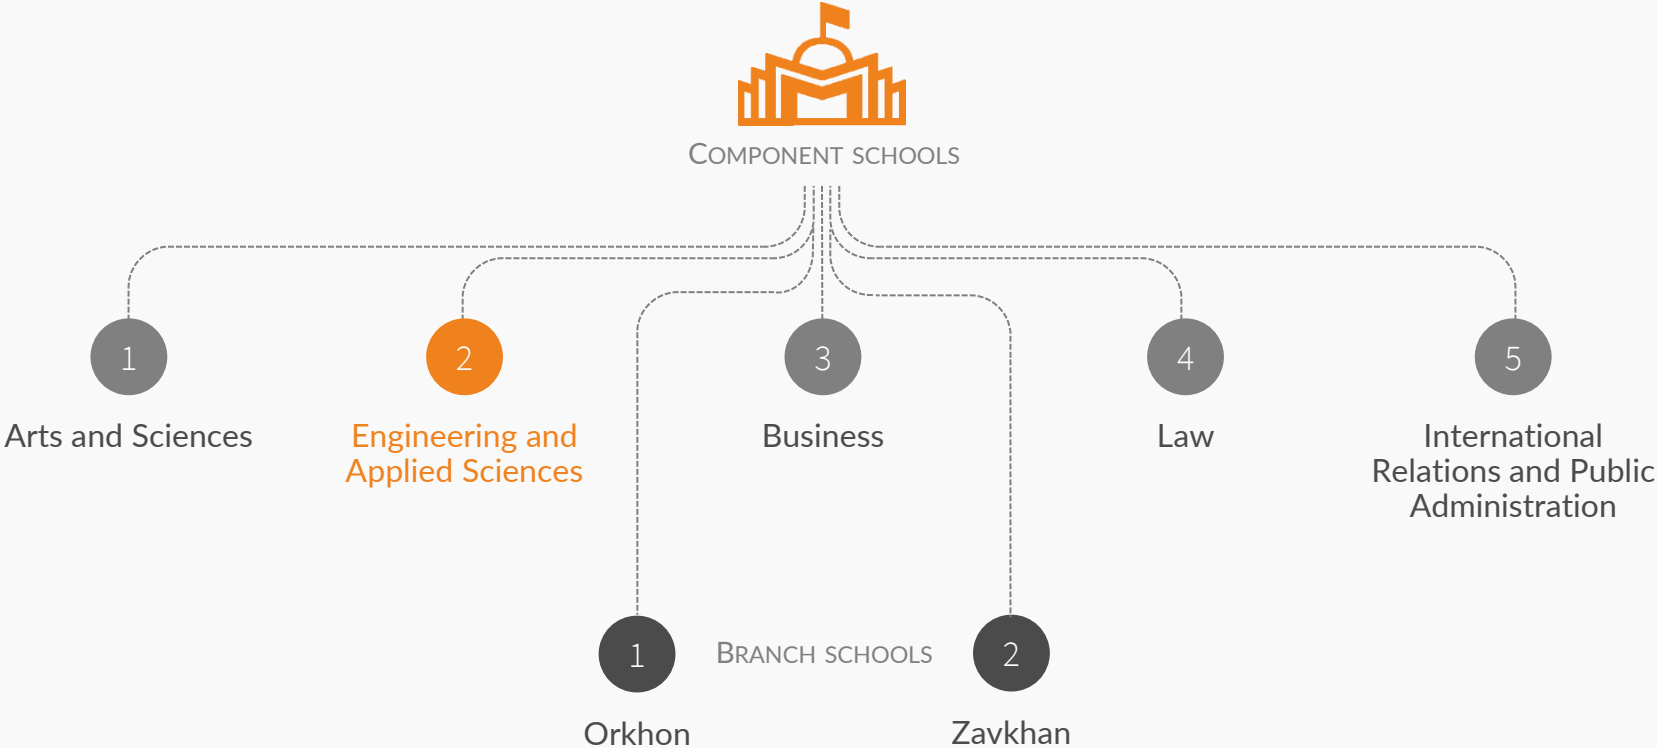 COMPONENT SCHOOLS
1
2
3
4
5
Arts and Sciences
Engineering and
Applied Sciences
Business
Law
International
Relations and Public
Administration
1
BRANCH SCHOOLS
2
Orkhon
Zavkhan